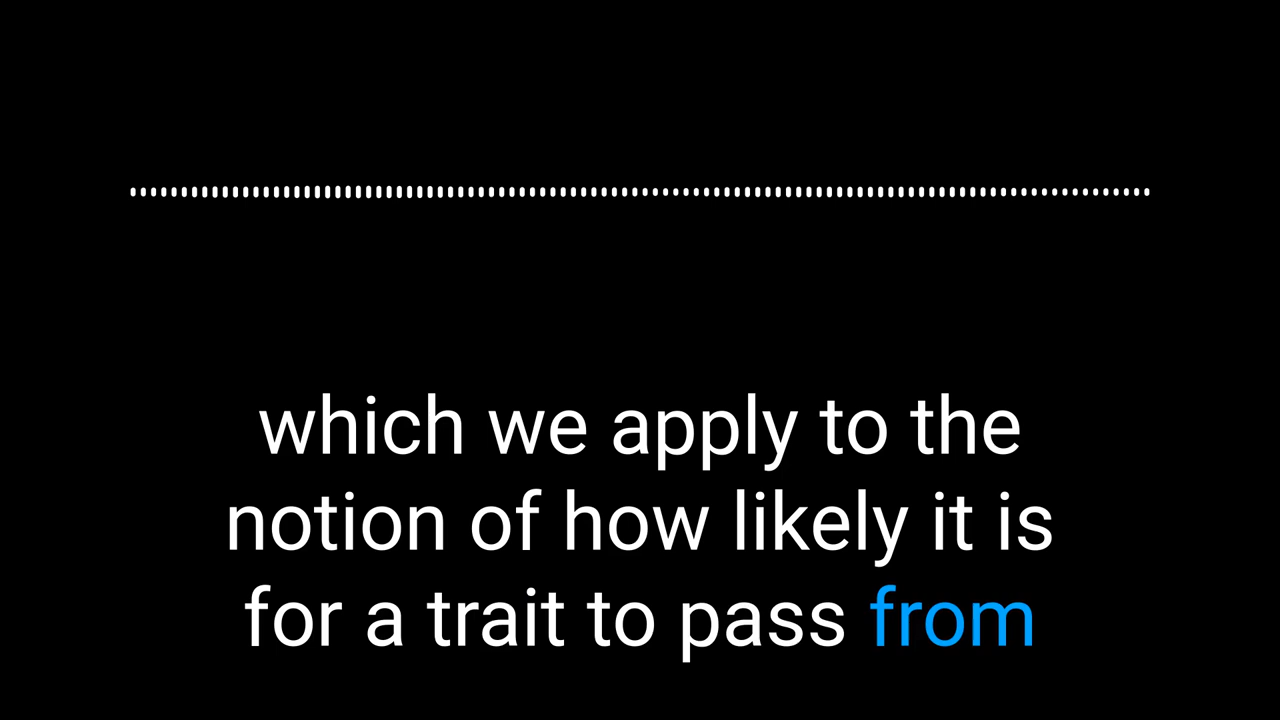 which we apply to the
notion of how likely it is
for a trait to pass from